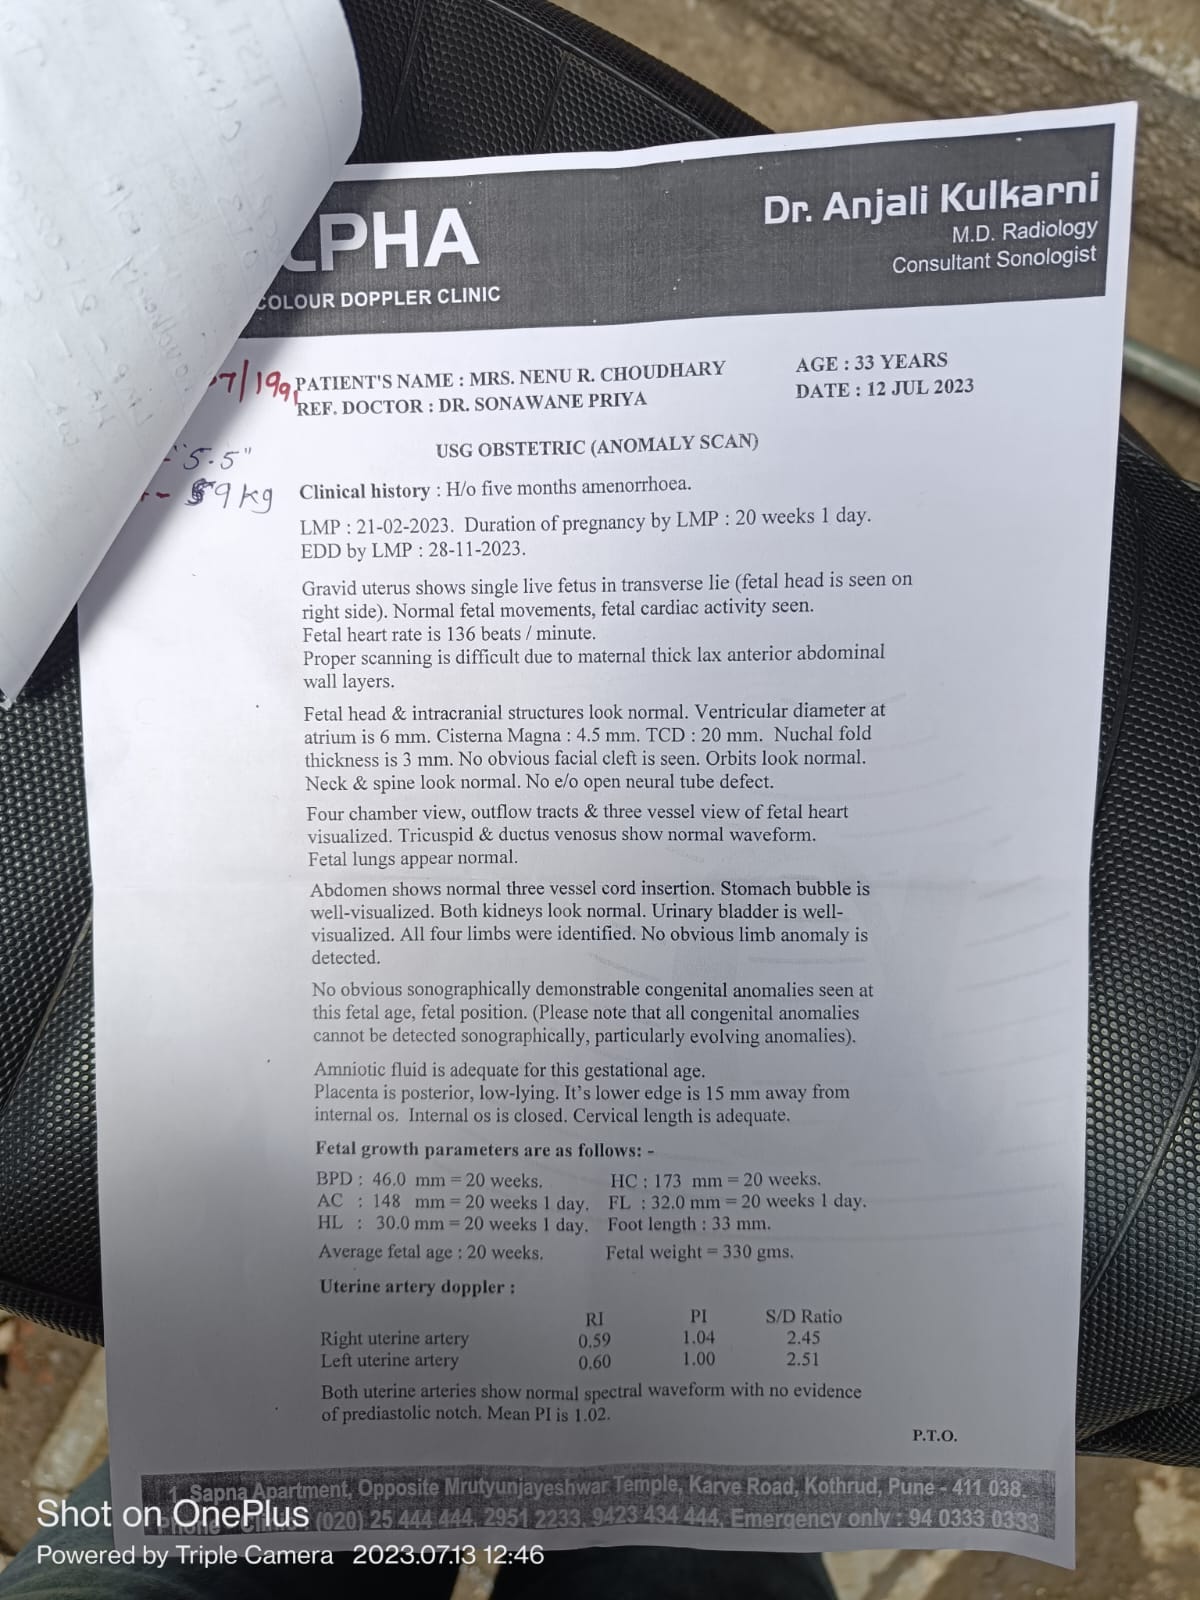 LPHA
COLOUR DOPPLER CLINIC
Dr. Anjali Kulkarni
M.D. Radiology
Consultant Sonologist
7/199
PATIENT'S NAME : MRS. NENU R. CHOUDHARY
AGE : 33 YEARS
REF. DOCTOR : DR. SONAWANE PRIYA
DATE : 12 JUL 2023
5.5"
59 kg
USG OBSTETRIC (ANOMALY SCAN)
Clinical history : H/o five months amenorrhoea.
LMP : 21-02-2023. Duration of pregnancy by LMP : 20 weeks 1 day.
EDD by LMP : 28-11-2023.
Gravid uterus shows single live fetus in transverse lie (fetal head is seen on
right side). Normal fetal movements, fetal cardiac activity seen.
Fetal heart rate is 136 beats / minute.
Proper scanning is difficult due to maternal thick lax anterior abdominal
wall layers.
Fetal head & intracranial structures look normal. Ventricular diameter at
atrium is 6 mm. Cisterna Magna : 4.5 mm. TCD : 20 mm. Nuchal fold
thickness is 3 mm. No obvious facial cleft is seen. Orbits look normal.
Neck & spine look normal. No e/o open neural tube defect.
Four chamber view, outflow tracts & three vessel view of fetal heart
visualized. Tricuspid & ductus venosus show normal waveform.
Fetal lungs appear normal.
Abdomen shows normal three vessel cord insertion. Stomach bubble is
well-visualized. Both kidneys look normal. Urinary bladder is well-
visualized. All four limbs were identified. No obvious limb anomaly is
detected.
No obvious sonographically demonstrable congenital anomalies seen at
this fetal age, fetal position. (Please note that all congenital anomalies
cannot be detected sonographically, particularly evolving anomalies).
Amniotic fluid is adequate for this gestational age.
Placenta is posterior, low-lying. It's lower edge is 15 mm away from
internal os. Internal os is closed. Cervical length is adequate.
Fetal growth parameters are as follows: -
BPD : 46.0 mm = 20 weeks. HC : 173 mm = 20 weeks.
AC : 148 mm = 20 weeks 1 day. FL : 32.0 mm = 20 weeks 1 day.
HL : 30.0 mm = 20 weeks 1 day. Foot length : 33 mm.
Average fetal age : 20 weeks. Fetal weight = 330 gms.
Uterine artery doppler :
RI PI S/D Ratio
Right uterine artery 0.59 1.04 2.45
Left uterine artery 0.60 1.00 2.51
Both uterine arteries show normal spectral waveform with no evidence
of prediastolic notch. Mean PI is 1.02.
P.T.O.
1, Sapna Apartment, Opposite Mrutyunjayeshwar Temple, Karve Road, Kothrud, Pune - 411 038.
(020) 25 444 444, 2951 2233, 9423 434 444, Emergency only : 94 0333 0333
Shot on OnePlus
Powered by Triple Camera 2023.07.13 12:46